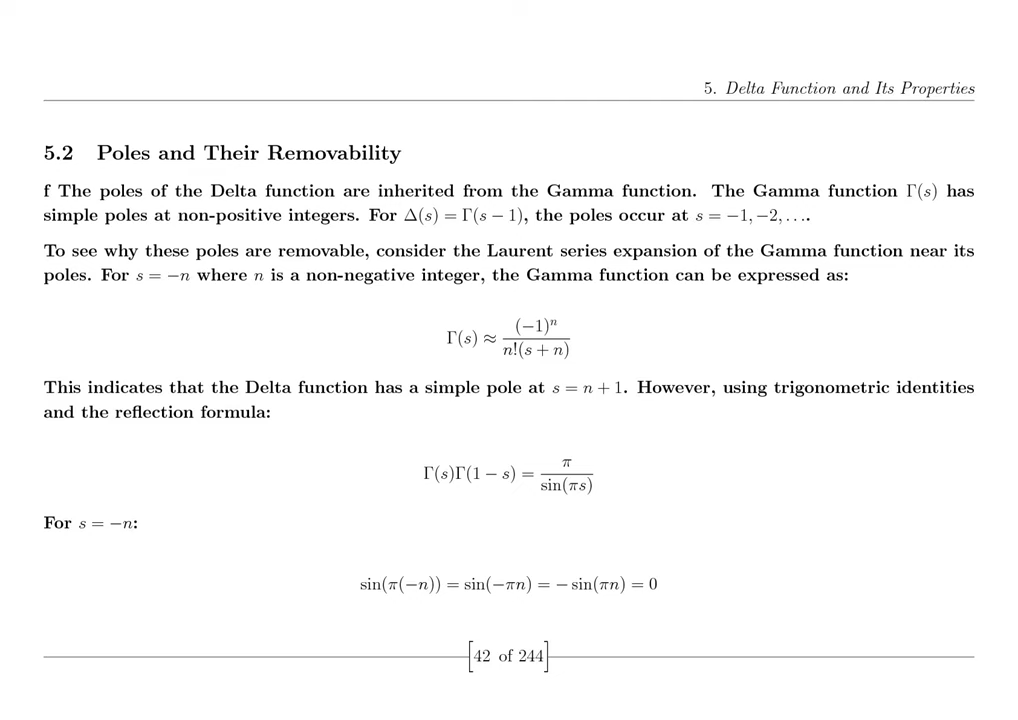 5. Delta Function and Its Properties
5.2 Poles and Their Removability
f The poles of the Delta function are inherited from the Gamma function. The Gamma function Γ(s) has
simple poles at non-positive integers. For Δ(s) = Γ(s − 1), the poles occur at s = −1, −2, . . ..
To see why these poles are removable, consider the Laurent series expansion of the Gamma function near its
poles. For s = −n where n is a non-negative integer, the Gamma function can be expressed as:
Γ(s) ≈ (−1)ⁿ / n!(s + n)
This indicates that the Delta function has a simple pole at s = n + 1. However, using trigonometric identities
and the reflection formula:
Γ(s)Γ(1 − s) = π / sin(πs)
For s = −n:
sin(π(−n)) = sin(−πn) = − sin(πn) = 0
[42 of 244]